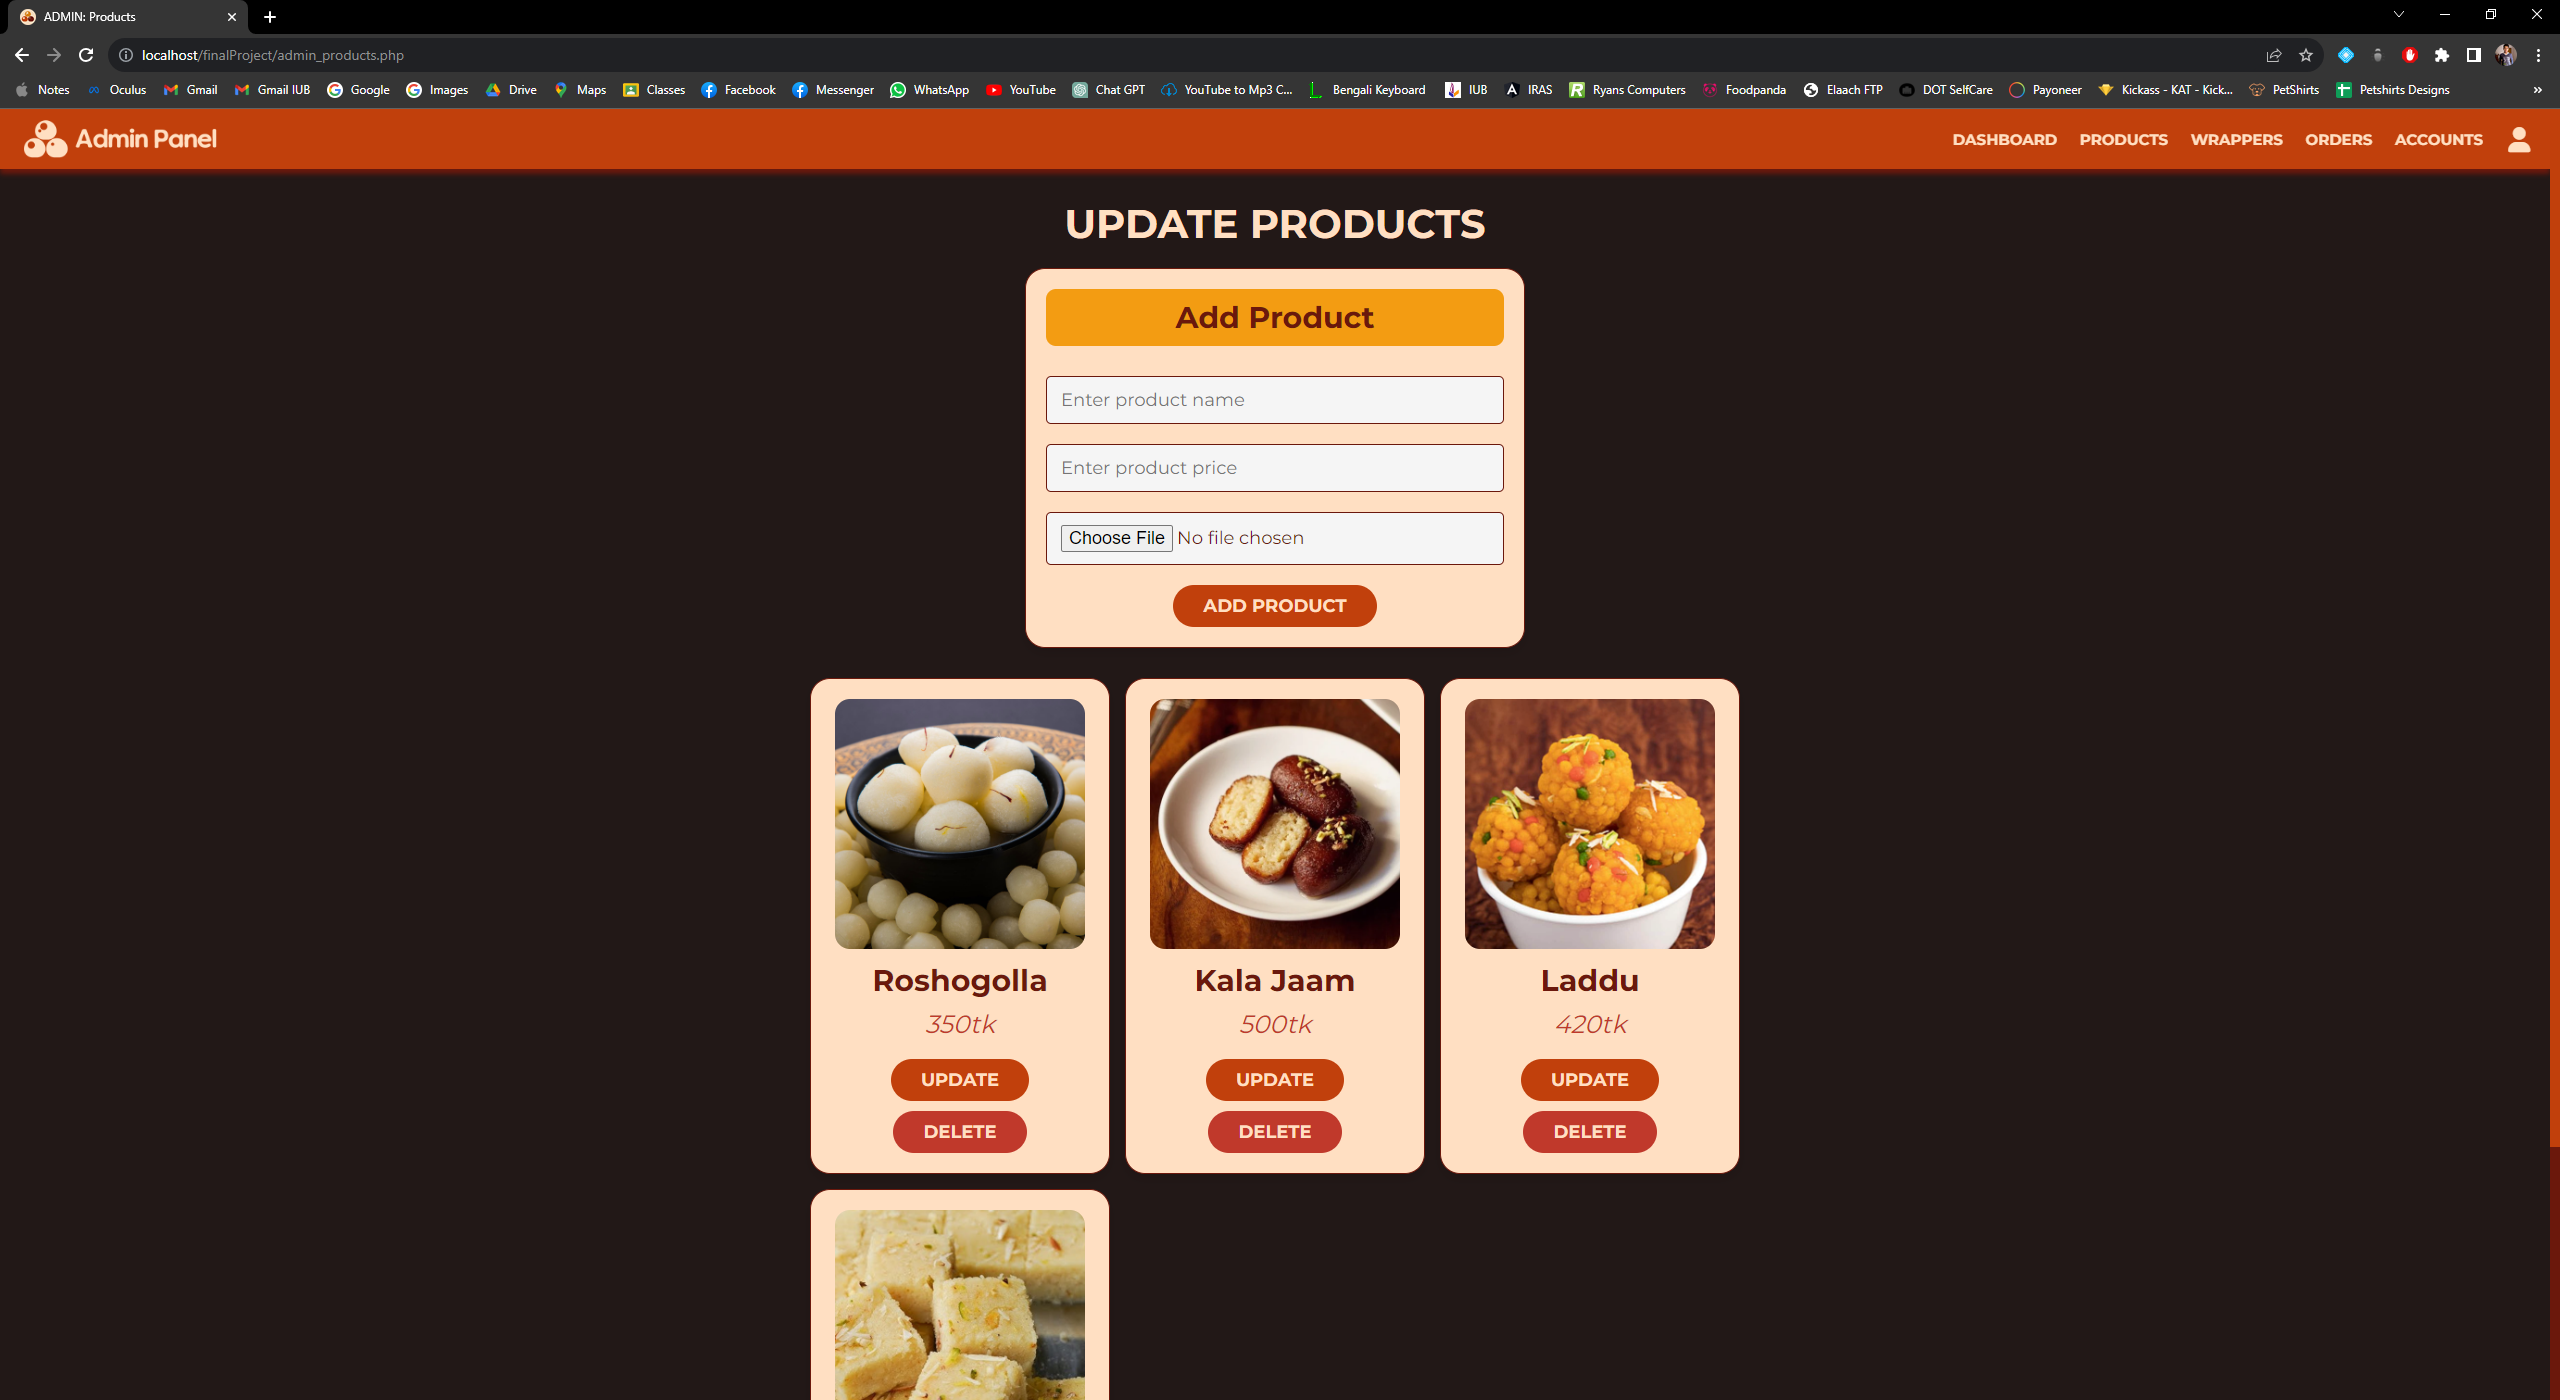 ADMIN: Products
localhost/finalProject/admin_products.php
Notes Oculus Gmail Gmail IUB Google Images Drive Maps Classes Facebook Messenger WhatsApp YouTube Chat GPT YouTube to Mp3 C... Bengali Keyboard IUB IRAS Ryans Computers Foodpanda Elaach FTP DOT SelfCare Payoneer Kickass - KAT - Kick... PetShirts Petshirts Designs »
Admin Panel DASHBOARD PRODUCTS WRAPPERS ORDERS ACCOUNTS
UPDATE PRODUCTS
Add Product
Enter product name
Enter product price
Choose File No file chosen
ADD PRODUCT
Roshogolla Kala Jaam Laddu
350tk 500tk 420tk
UPDATE UPDATE UPDATE
DELETE DELETE DELETE